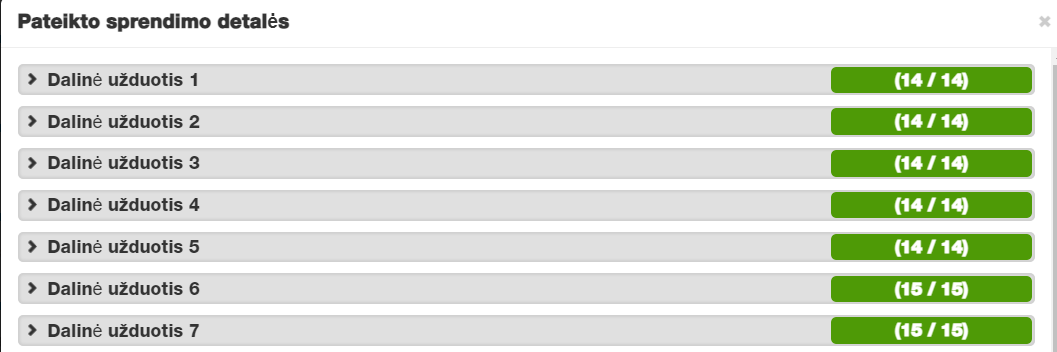 Pateikto sprendimo detalės
Dalinė užduotis 1 (14 / 14)
Dalinė užduotis 2 (14 / 14)
Dalinė užduotis 3 (14 / 14)
Dalinė užduotis 4 (14 / 14)
Dalinė užduotis 5 (14 / 14)
Dalinė užduotis 6 (15 / 15)
Dalinė užduotis 7 (15 / 15)